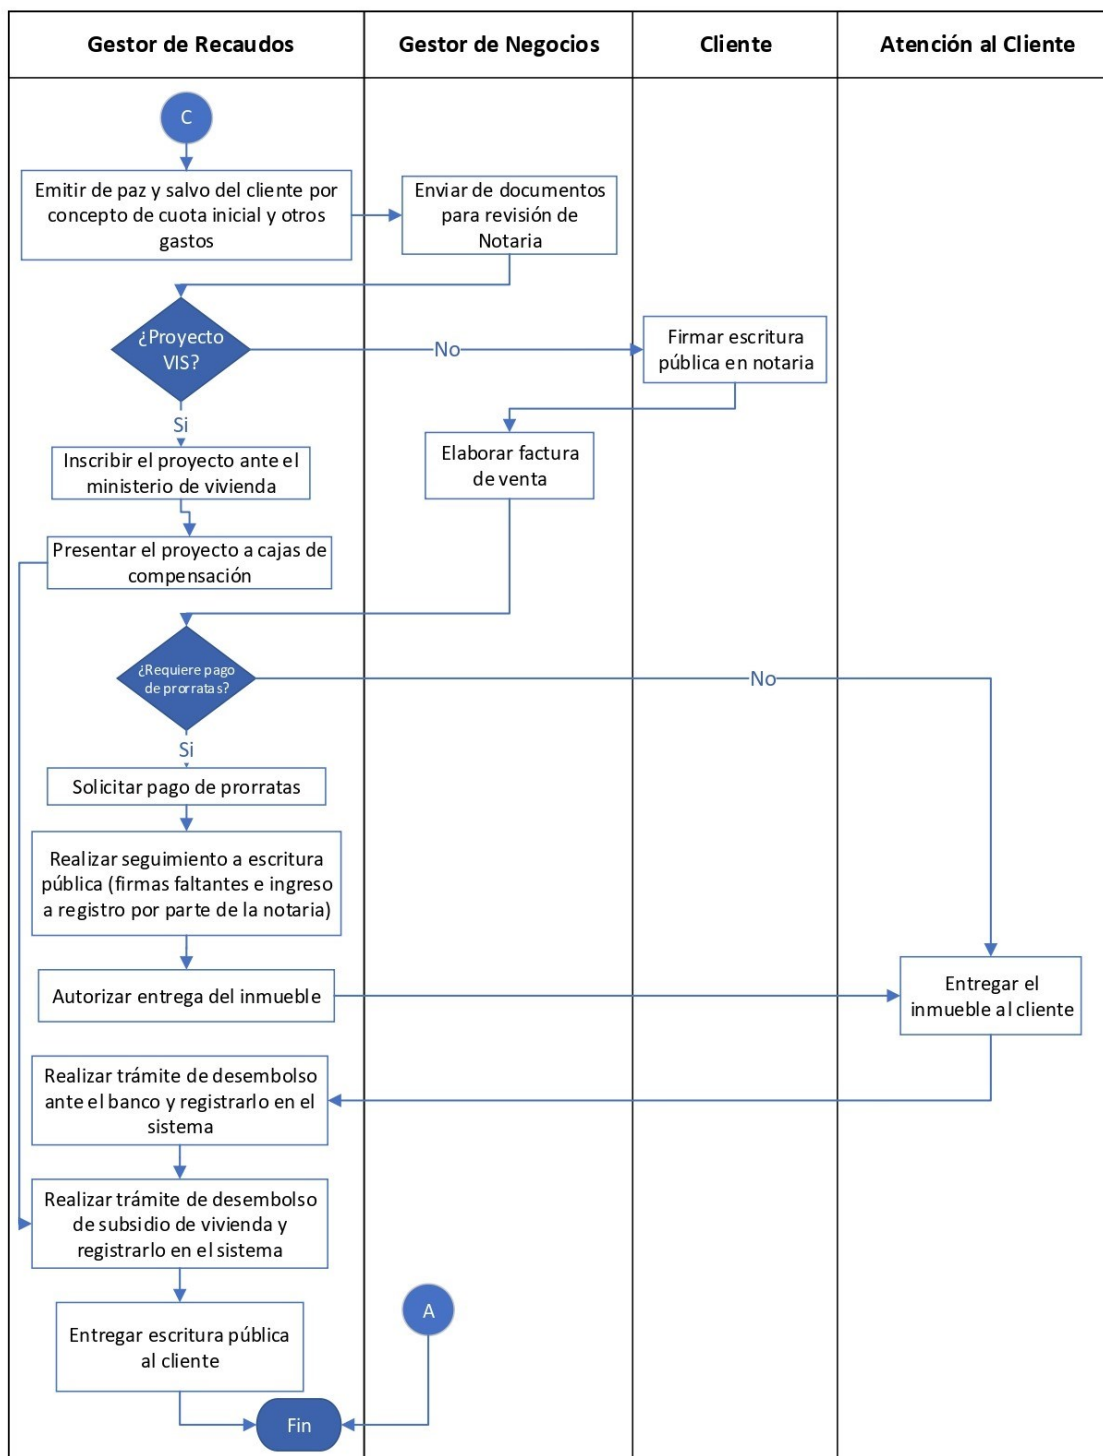 Gestor de Recaudos
Gestor de Negocios
Cliente
Atención al Cliente
C
Emitir de paz y salvo del cliente por
concepto de cuota inicial y otros
gastos
Enviar de documentos
para revisión de
Notaria
¿Proyecto
VIS?
No
Firmar escritura
pública en notaria
Si
Inscribir el proyecto ante el
ministerio de vivienda
Elaborar factura
de venta
Presentar el proyecto a cajas de
compensación
¿Requiere pago
de prorratas?
No
Si
Solicitar pago de prorratas
Realizar seguimiento a escritura
pública (firmas faltantes e ingreso
a registro por parte de la notaria)
Autorizar entrega del inmueble
Entregar el
inmueble al cliente
Realizar trámite de desembolso
ante el banco y registrarlo en el
sistema
Realizar trámite de desembolso
de subsidio de vivienda y
registrarlo en el sistema
A
Entregar escritura pública
al cliente
Fin